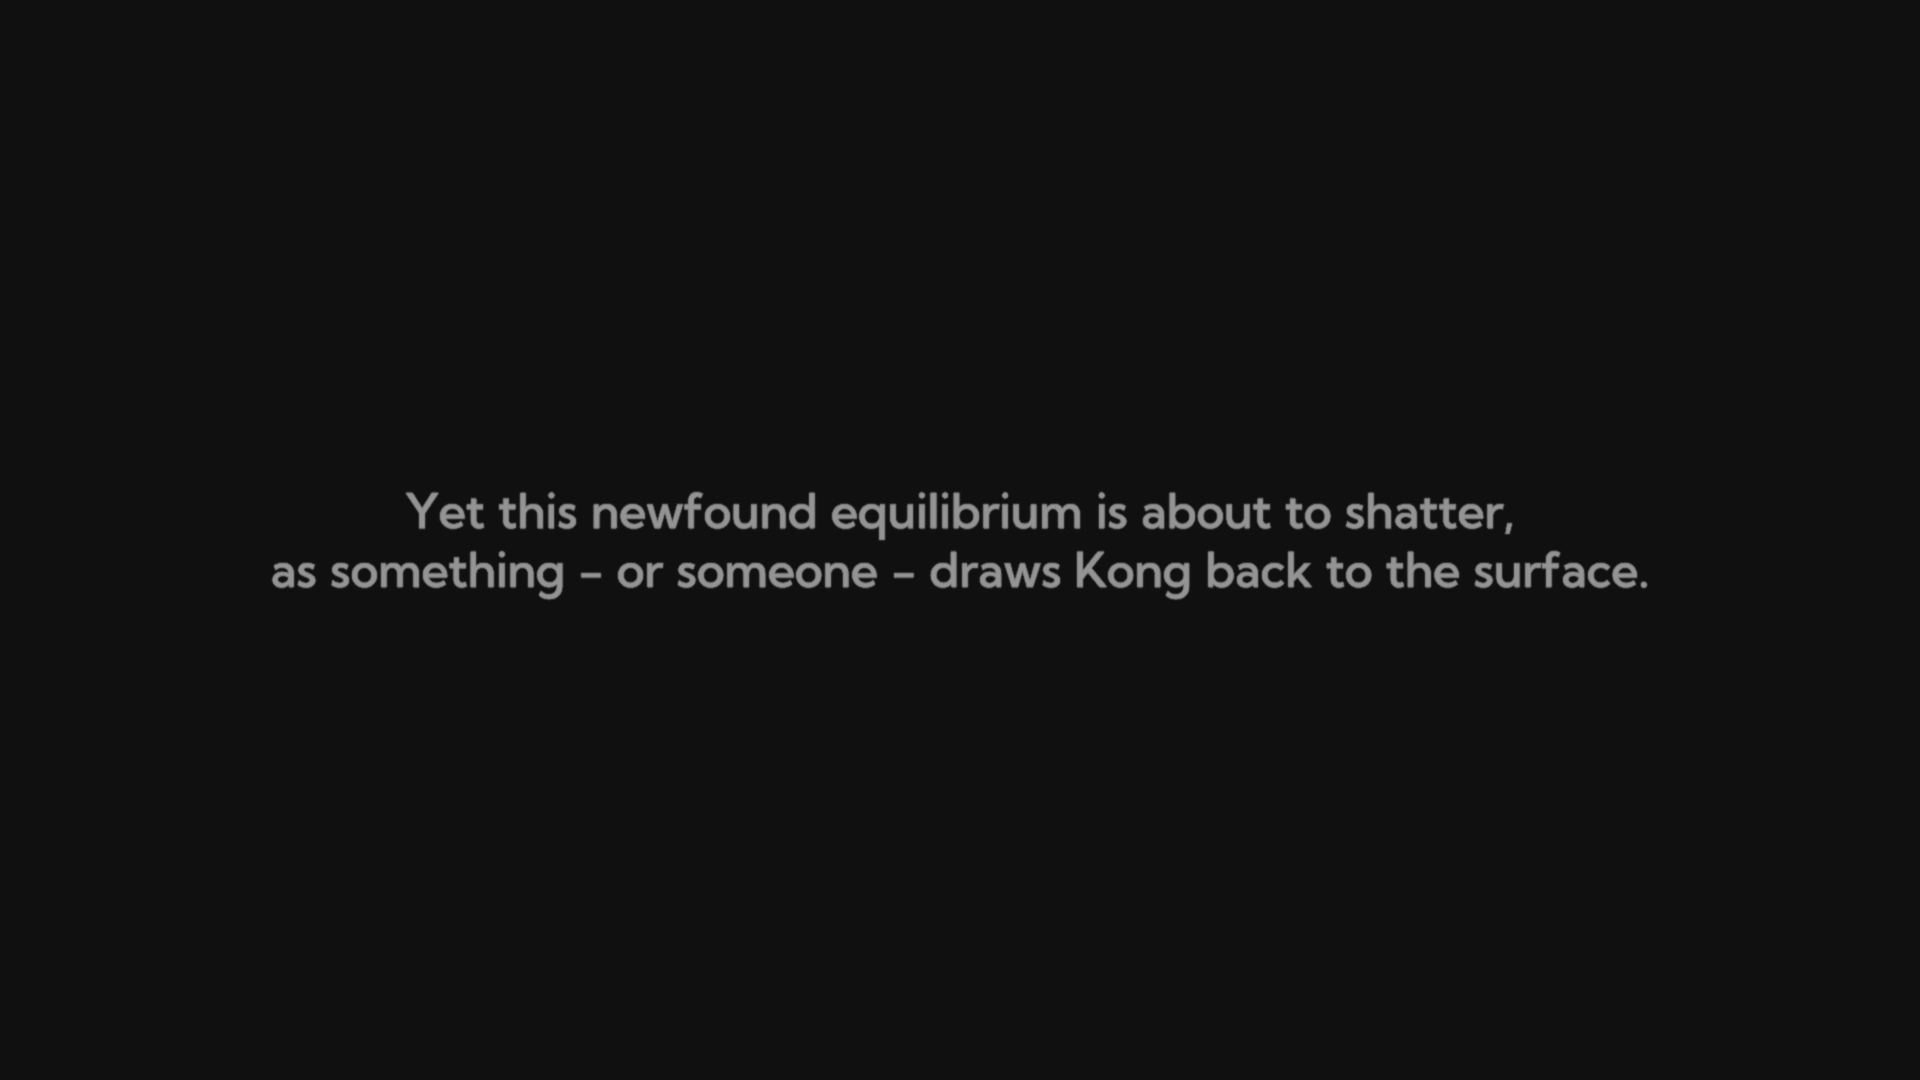 Yet this newfound equilibrium is about to shatter,
as something – or someone – draws Kong back to the surface.